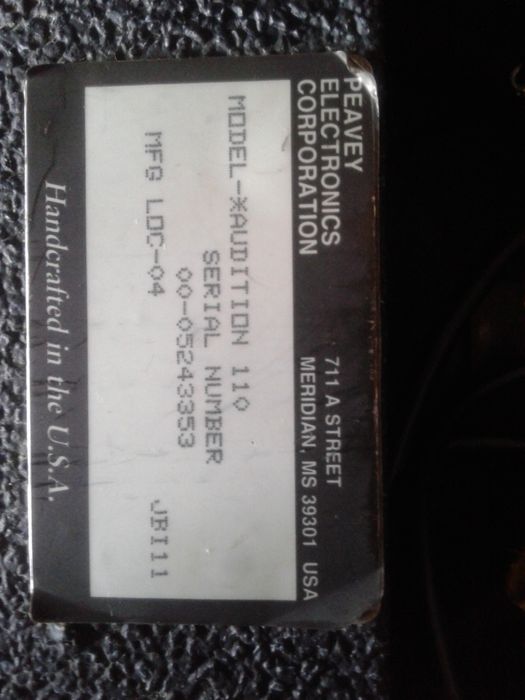 PEAVEY
ELECTRONICS 711 A STREET
CORPORATION MERIDIAN, MS 39301 USA
MODEL-*AUDITION 110
SERIAL NUMBER
00-05243353
MFG LOC-04 JRI11
Handcrafted in the U.S.A.